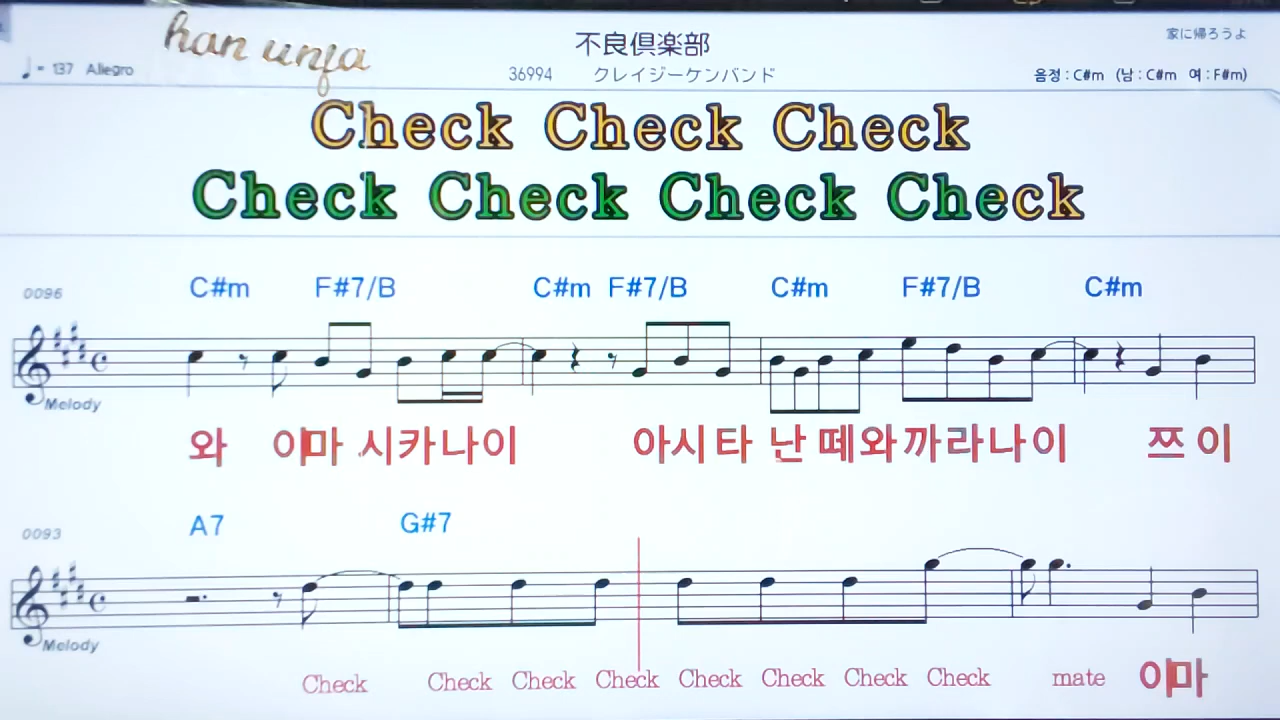 han unja
不良倶楽部
家に帰ろうよ
♩= 137 Allegro
36994 クレイジーケンバンド
음정 : C#m (남 : C#m 여 : F#m)
Check Check Check
Check Check Check Check
0096 C#m F#7/B C#m F#7/B C#m F#7/B C#m
Melody
와 이마 시카나이 아시타 난 떼와까라나이 쯔 이
0093 A7 G#7
Melody
Check Check Check Check Check Check Check Check mate 이마